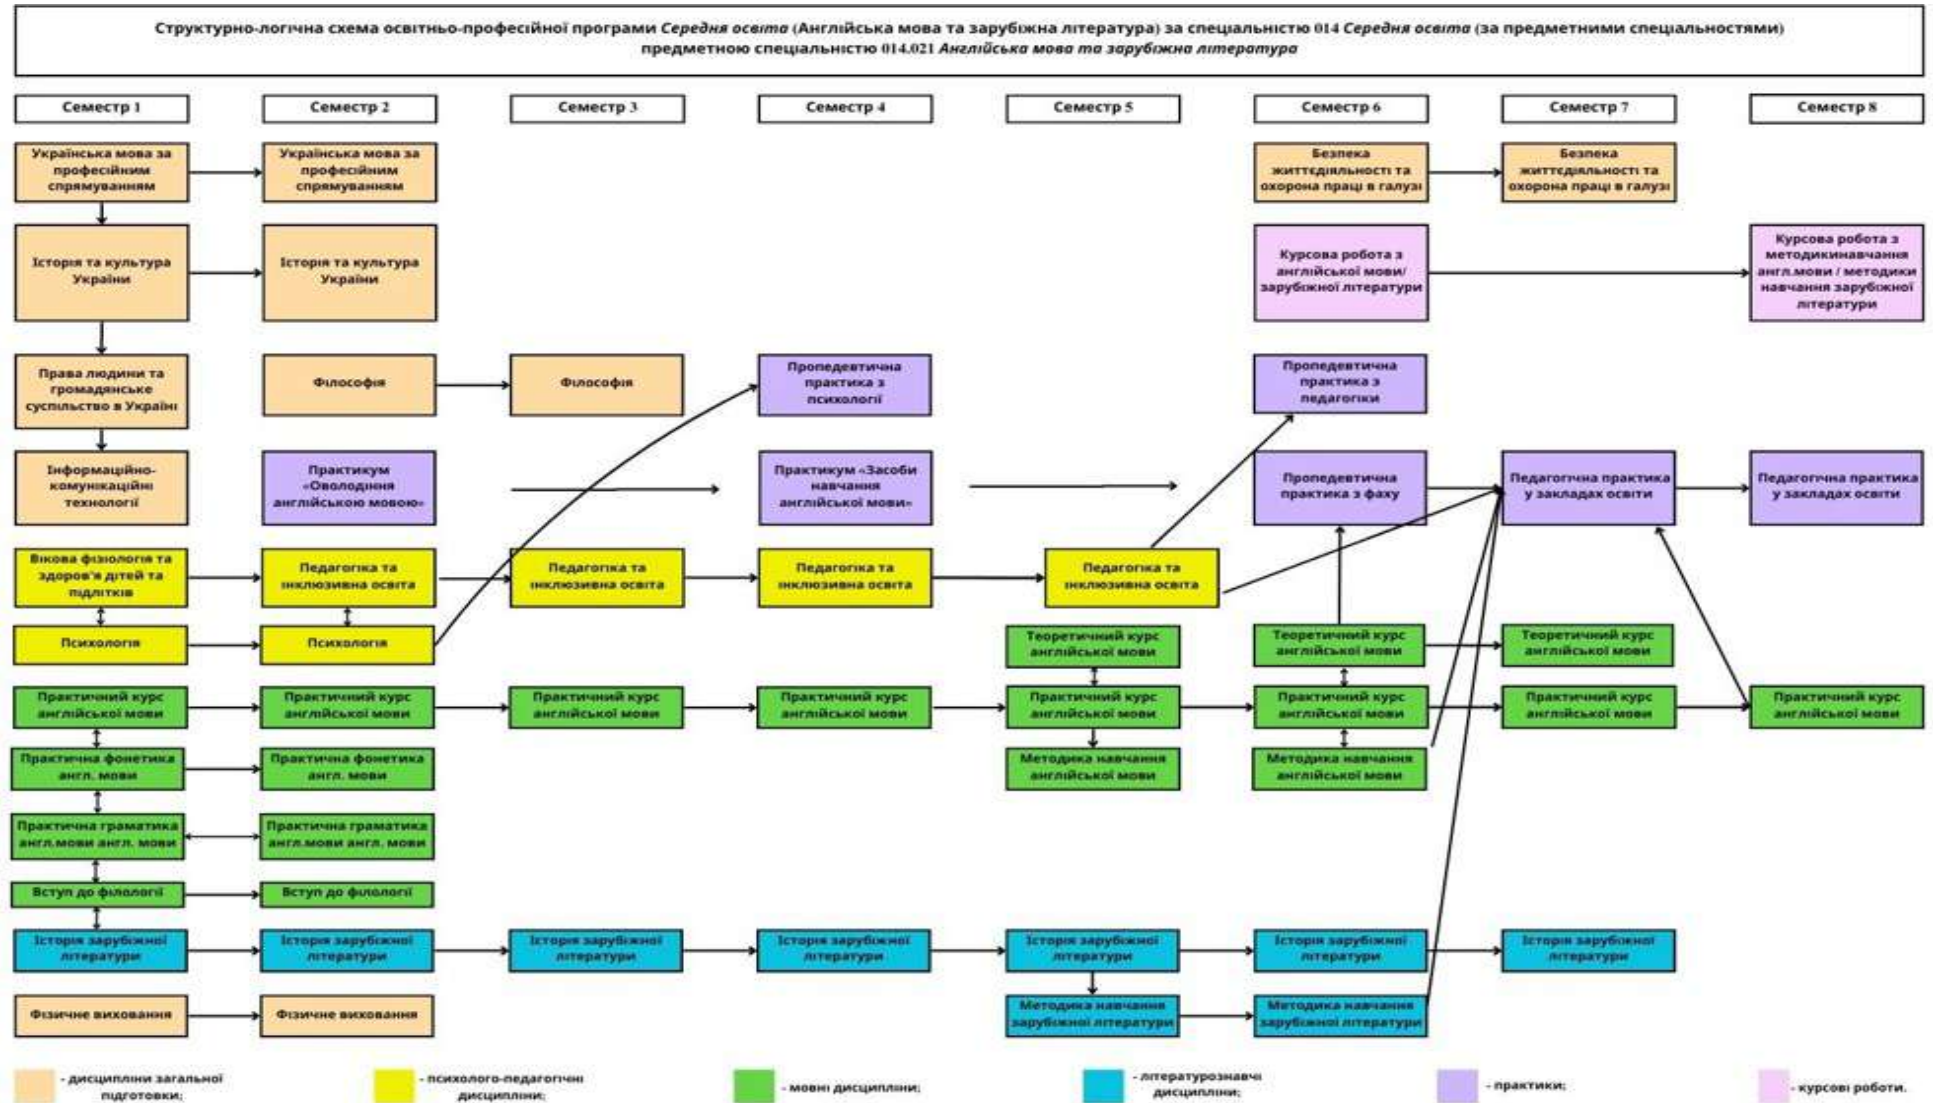 Структурно-логічна схема освітньо-професійної програми Середня освіта (Англійська мова та зарубіжна література) за спеціальністю 014 Середня освіта (за предметними спеціальностями)
предметною спеціальністю 014.021 Англійська мова та зарубіжна література
Семестр 1
Семестр 2
Семестр 3
Семестр 4
Семестр 5
Семестр 6
Семестр 7
Семестр 8
Українська мова за
професійним
спрямуванням
Українська мова за
професійним
спрямуванням
Безпека
життєдіяльності та
охорона праці в галузі
Безпека
життєдіяльності та
охорона праці в галузі
Історія та культура
України
Історія та культура
України
Курсова робота з
англійської мови/
зарубіжної літератури
Курсова робота з
методикинавчання
англ.мови / методики
навчання зарубіжної
літератури
Права людини та
громадянське
суспільство в Україні
Філософія
Філософія
Пропедевтична
практика з
психології
Пропедевтична
практика з
педагогіки
Інформаційно-
комунікаційні
технології
Практикум
«Оволодіння
англійською мовою»
Практикум «Засоби
навчання
англійської мови»
Пропедевтична
практика з фаху
Педагогічна практика
у закладах освіти
Педагогічна практика
у закладах освіти
Вікова фізіологія та
здоров'я дітей та
підлітків
Педагогіка та
інклюзивна освіта
Педагогіка та
інклюзивна освіта
Педагогіка та
інклюзивна освіта
Педагогіка та
інклюзивна освіта
Психологія
Психологія
Теоретичний курс
англійської мови
Теоретичний курс
англійської мови
Теоретичний курс
англійської мови
Практичний курс
англійської мови
Практичний курс
англійської мови
Практичний курс
англійської мови
Практичний курс
англійської мови
Практичний курс
англійської мови
Практичний курс
англійської мови
Практичний курс
англійської мови
Практичний курс
англійської мови
Практична фонетика
англ. мови
Практична фонетика
англ. мови
Методика навчання
англійської мови
Методика навчання
англійської мови
Практична граматика
англ.мови англ. мови
Практична граматика
англ.мови англ. мови
Вступ до філології
Вступ до філології
Історія зарубіжної
літератури
Історія зарубіжної
літератури
Історія зарубіжної
літератури
Історія зарубіжної
літератури
Історія зарубіжної
літератури
Історія зарубіжної
літератури
Історія зарубіжної
літератури
Фізичне виховання
Фізичне виховання
Методика навчання
зарубіжної літератури
Методика навчання
зарубіжної літератури
- дисципліни загальної
підготовки;
- психолого-педагогічні
дисципліни;
- мовні дисципліни;
- літературознавчі
дисципліни;
- практики;
- курсові роботи.